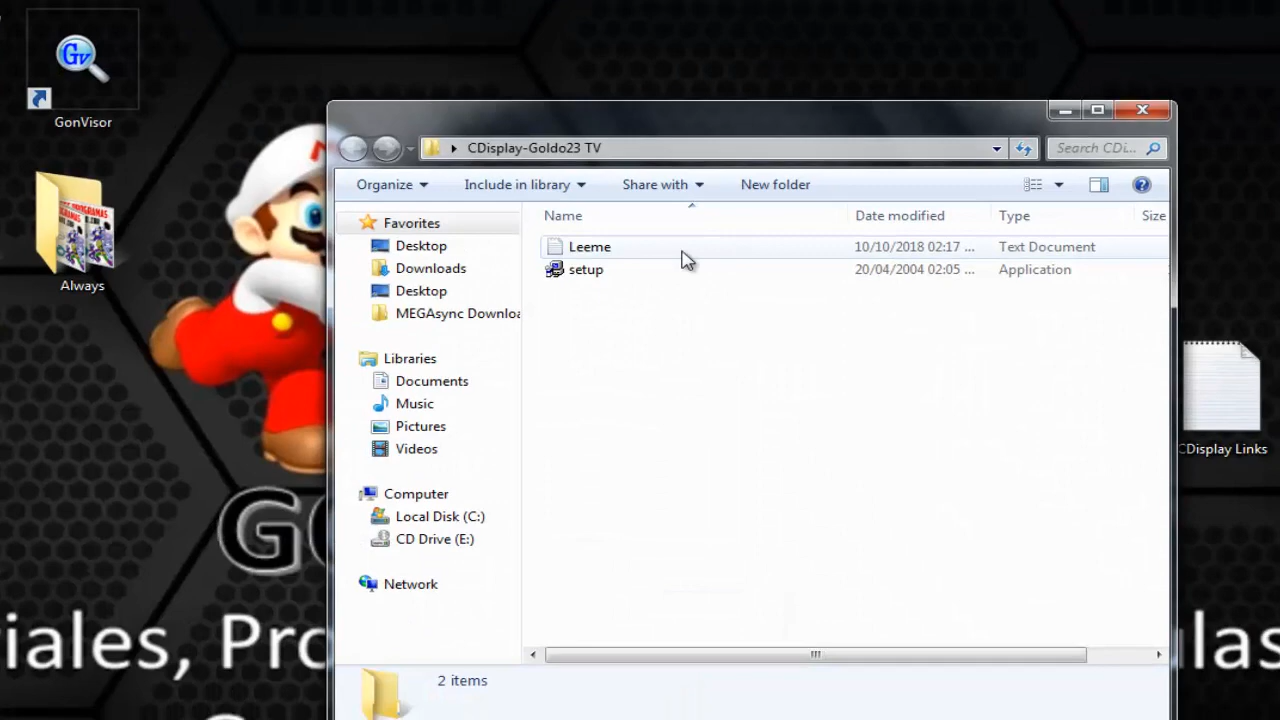 GonVisor
Always
CDisplay-Goldo23 TV
Search CDi...
Organize
Include in library
Share with
New folder
Name
Date modified
Type
Size
Leeme
10/10/2018 02:17 ...
Text Document
setup
20/04/2004 02:05 ...
Application
Favorites
Desktop
Downloads
Desktop
MEGAsync Downloa
Libraries
Documents
Music
Pictures
Videos
Computer
Local Disk (C:)
CD Drive (E:)
Network
2 items
CDisplay Links
GO
iales, Pro
ulas